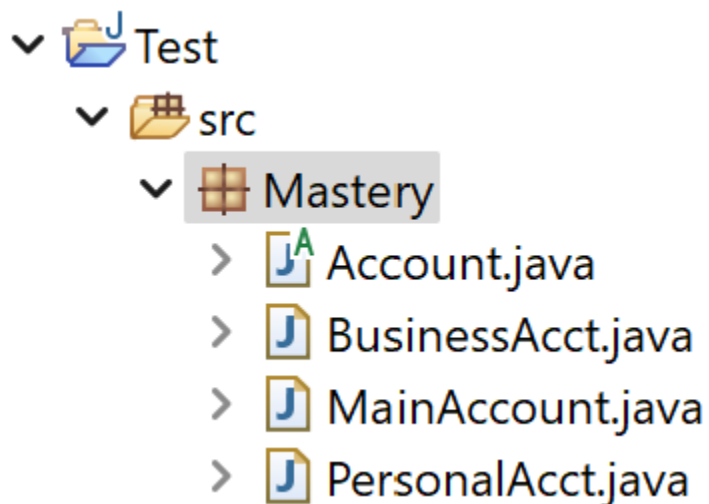 Test
src
Mastery
Account.java
BusinessAcct.java
MainAccount.java
PersonalAcct.java